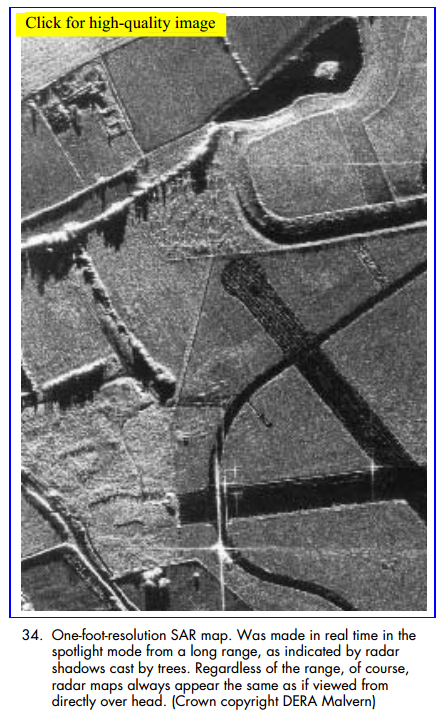 Click for high-quality image
34. One-foot-resolution SAR map. Was made in real time in the
spotlight mode from a long range, as indicated by radar
shadows cast by trees. Regardless of the range, of course,
radar maps always appear the same as if viewed from
directly over head. (Crown copyright DERA Malvern)